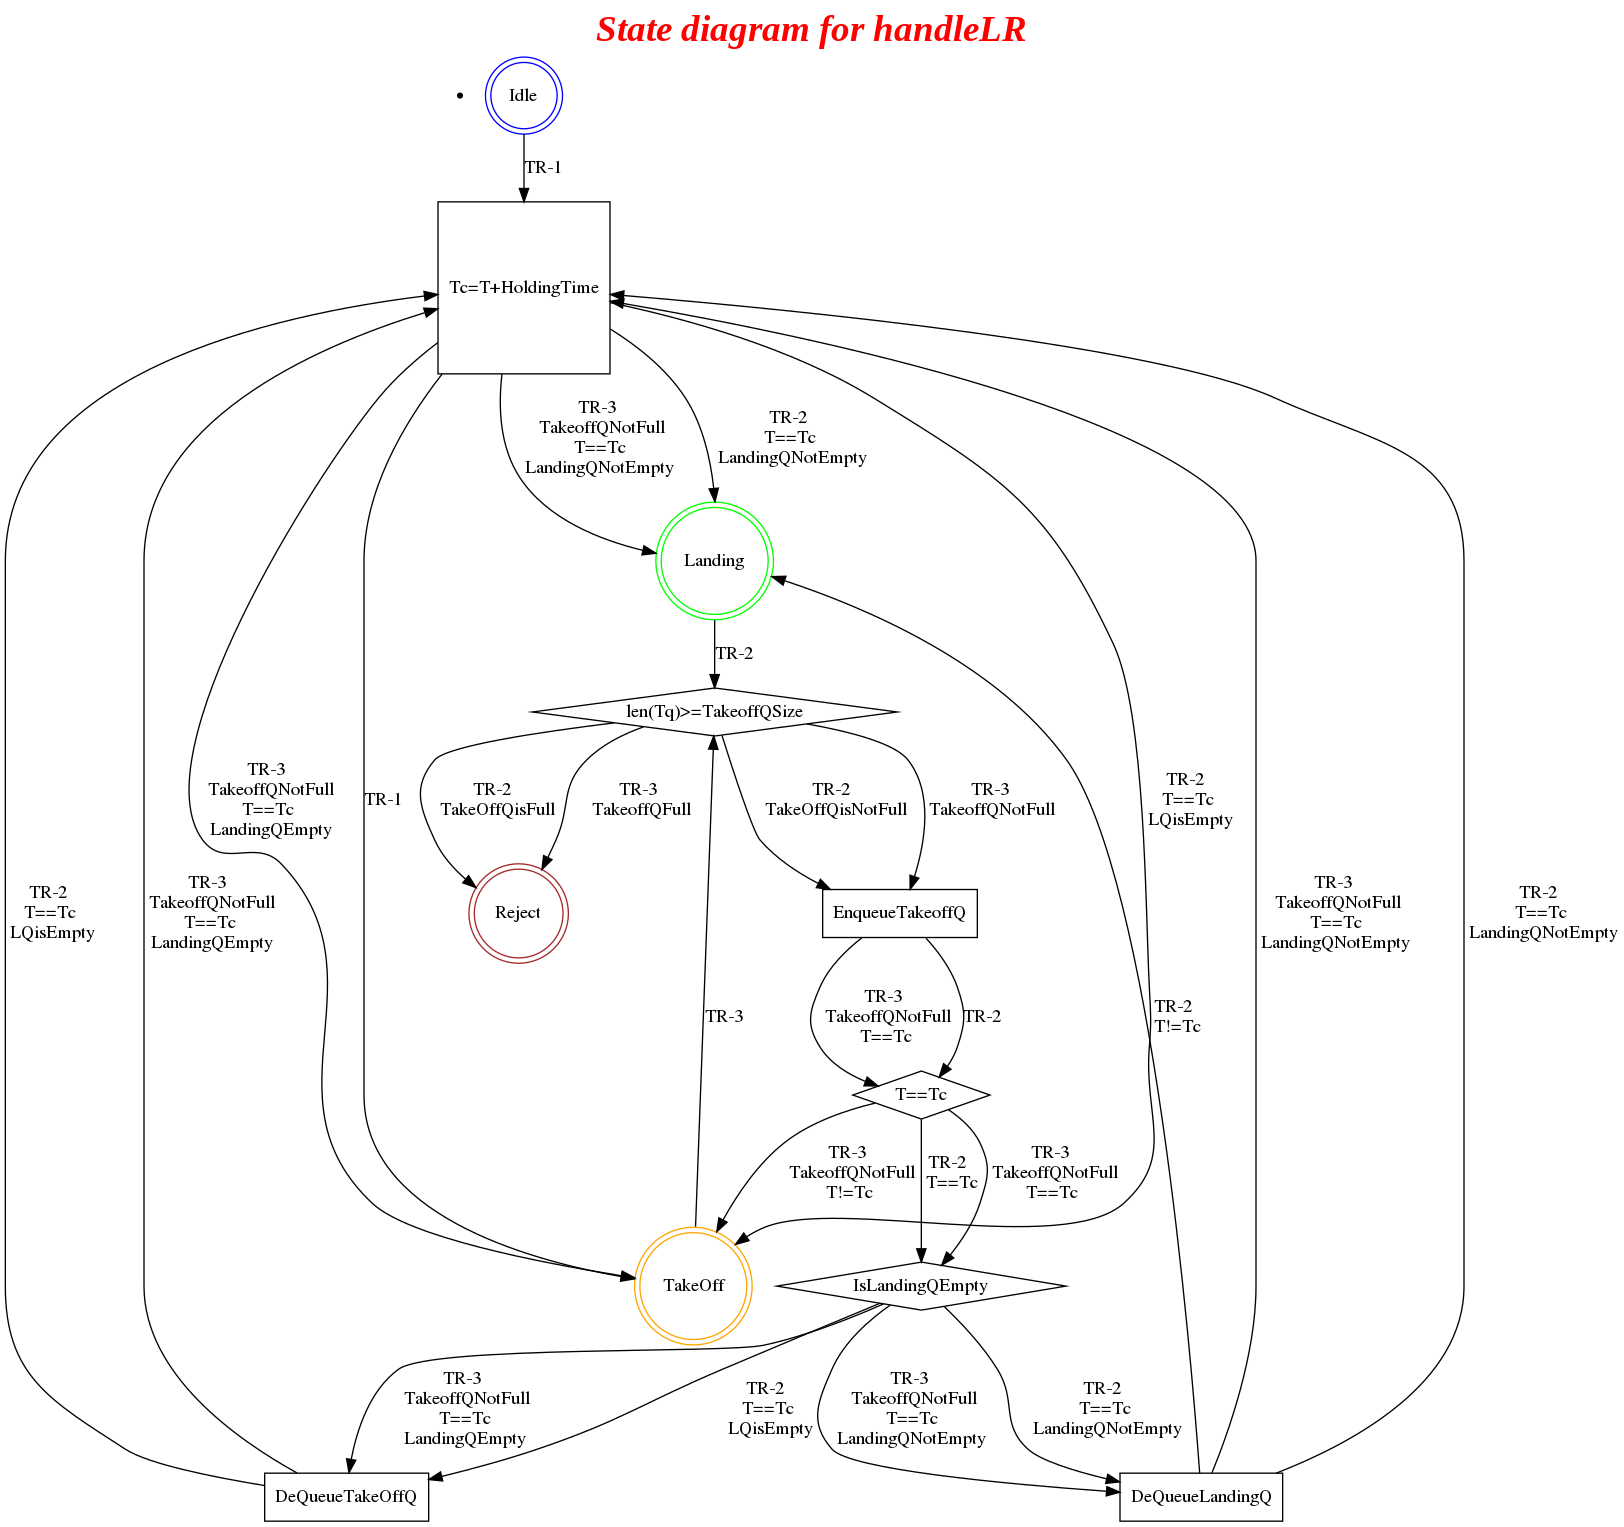 State diagram for handleLR
Idle
TR-1
Tc=T+HoldingTime
TR-3
TakeoffQNotFull
T==Tc
LandingQNotEmpty
TR-2
T==Tc
LandingQNotEmpty
Landing
TR-2
len(Tq)>=TakeoffQSize
TR-3
TakeoffQNotFull
T==Tc
LandingQEmpty
TR-1
TR-2
TakeOffQisFull
TR-3
TakeoffQFull
TR-2
TakeOffQisNotFull
TR-3
TakeoffQNotFull
TR-2
T==Tc
LQisEmpty
TR-2
T==Tc
LQisEmpty
TR-3
TakeoffQNotFull
T==Tc
LandingQEmpty
Reject
EnqueueTakeoffQ
TR-3
TakeoffQNotFull
T==Tc
LandingQNotEmpty
TR-2
T==Tc
LandingQNotEmpty
TR-3
TR-3
TakeoffQNotFull
T==Tc
TR-2
TR-2
T!=Tc
T==Tc
TR-3
TakeoffQNotFull
T!=Tc
TR-2
T==Tc
TR-3
TakeoffQNotFull
T==Tc
TakeOff
IsLandingQEmpty
TR-3
TakeoffQNotFull
T==Tc
LandingQEmpty
TR-2
T==Tc
LQisEmpty
TR-3
TakeoffQNotFull
T==Tc
LandingQNotEmpty
TR-2
T==Tc
LandingQNotEmpty
DeQueueTakeOffQ
DeQueueLandingQ